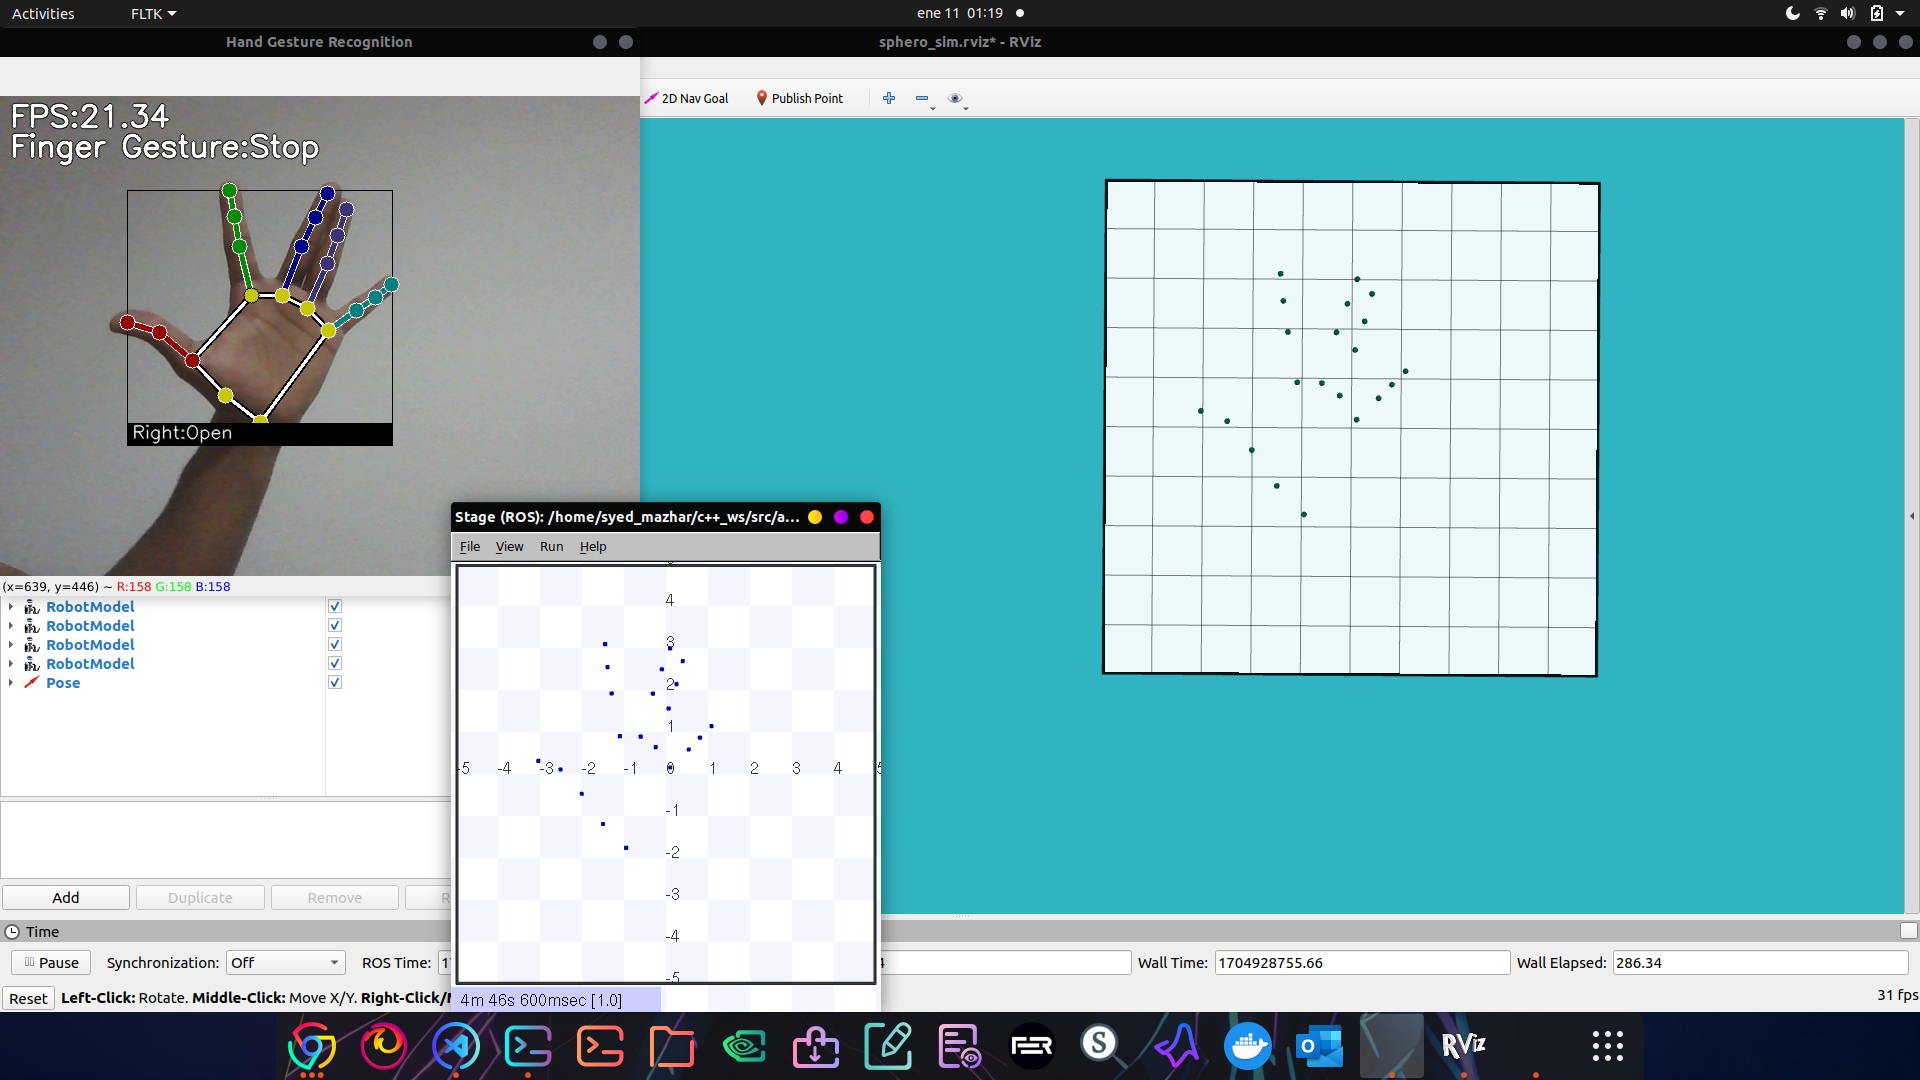 Activities
FLTK
ene 11 01:19
Hand Gesture Recognition
sphero_sim.rviz* - RViz
2D Nav Goal
Publish Point
FPS:21.34
Finger Gesture:Stop
Right:Open
(x=639, y=446) ~ R:158 G:158 B:158
RobotModel
RobotModel
RobotModel
RobotModel
Pose
Stage (ROS): /home/syed_mazhar/c++_ws/src/a...
File View Run Help
4
3
2
1
-5 -4 -3 -2 -1 0 1 2 3 4 5
-1
-2
-3
-4
-5
4m 46s 600msec [1.0]
Add
Duplicate
Remove
Time
Pause
Synchronization: Off
ROS Time:
Wall Time: 1704928755.66
Wall Elapsed: 286.34
Reset
Left-Click: Rotate. Middle-Click: Move X/Y. Right-Click/
31 fps
RViz